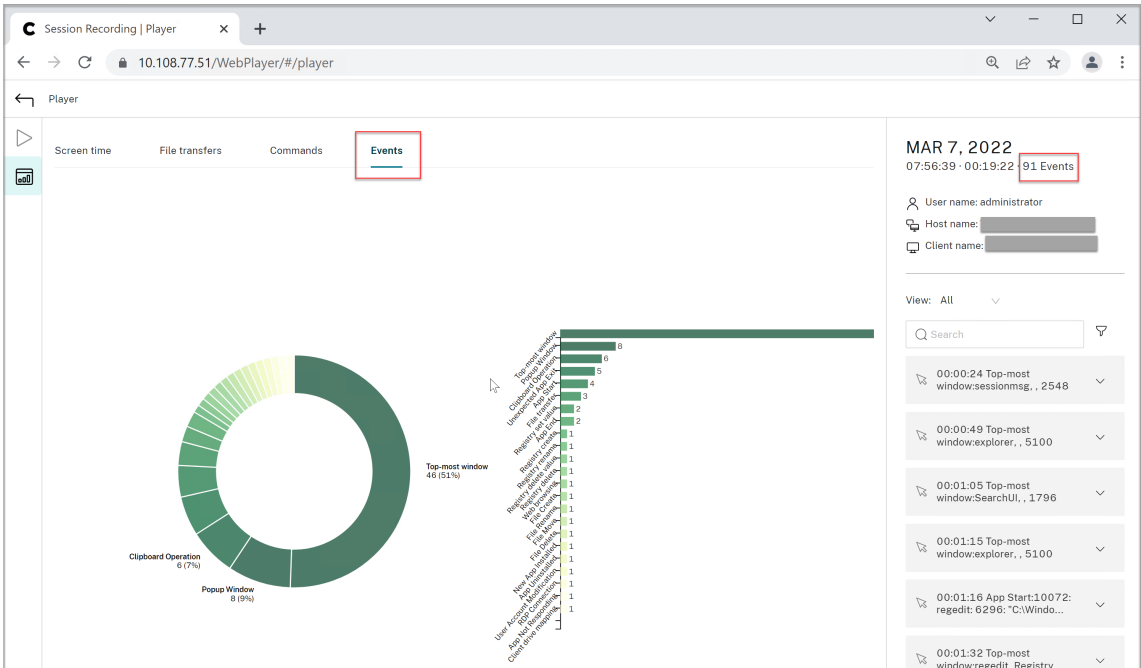 Session Recording | Player
10.108.77.51/WebPlayer/#/player
Player
Screen time
File transfers
Commands
Events
MAR 7, 2022
07:56:39 · 00:19:22 · 91 Events
User name: administrator
Host name:
Client name:
View: All
Search
00:00:24 Top-most
window:sessionmsg, , 2548
00:00:49 Top-most
window:explorer, , 5100
00:01:05 Top-most
window:SearchUI, , 1796
00:01:15 Top-most
window:explorer, , 5100
00:01:16 App Start:10072:
regedit: 6296: "C:\Windo...
00:01:32 Top-most
window:regedit, Registry
Top-most window
46 (51%)
Clipboard Operation
6 (7%)
Popup Window
8 (9%)
Top-most window
Popup Window
8
Clipboard Operation
6
Unexpected App Exit
5
App Start
4
File transfer
3
Registry set value
2
App End
2
Registry create
1
Registry rename
1
Registry delete value
1
Registry delete
1
Web browsing
1
File Create
1
File Rename
1
File Move
1
File Delete
1
New App Installed
1
App Uninstalled
1
User Account Modification
1
RDP Connection
1
App Not Responding
1
Client drive mapping
1